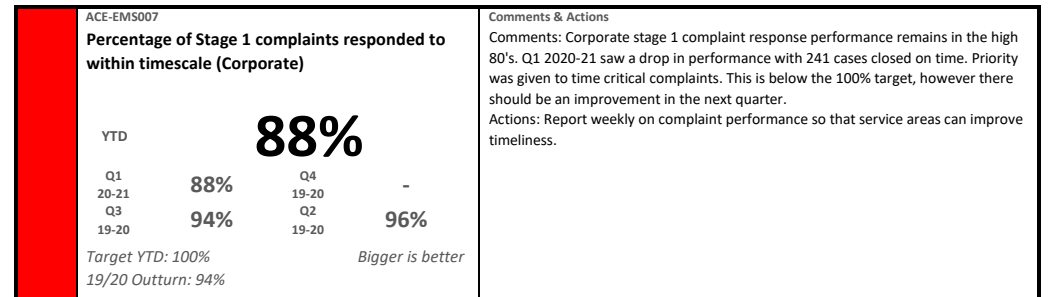 ACE-EMS007
Percentage of Stage 1 complaints responded to
within timescale (Corporate)
YTD 88%
Q1
20-21 88% Q4
19-20 -
Q3
19-20 94% Q2
19-20 96%
Target YTD: 100% Bigger is better
19/20 Outturn: 94%
Comments & Actions
Comments: Corporate stage 1 complaint response performance remains in the high
80's. Q1 2020-21 saw a drop in performance with 241 cases closed on time. Priority
was given to time critical complaints. This is below the 100% target, however there
should be an improvement in the next quarter.
Actions: Report weekly on complaint performance so that service areas can improve
timeliness.